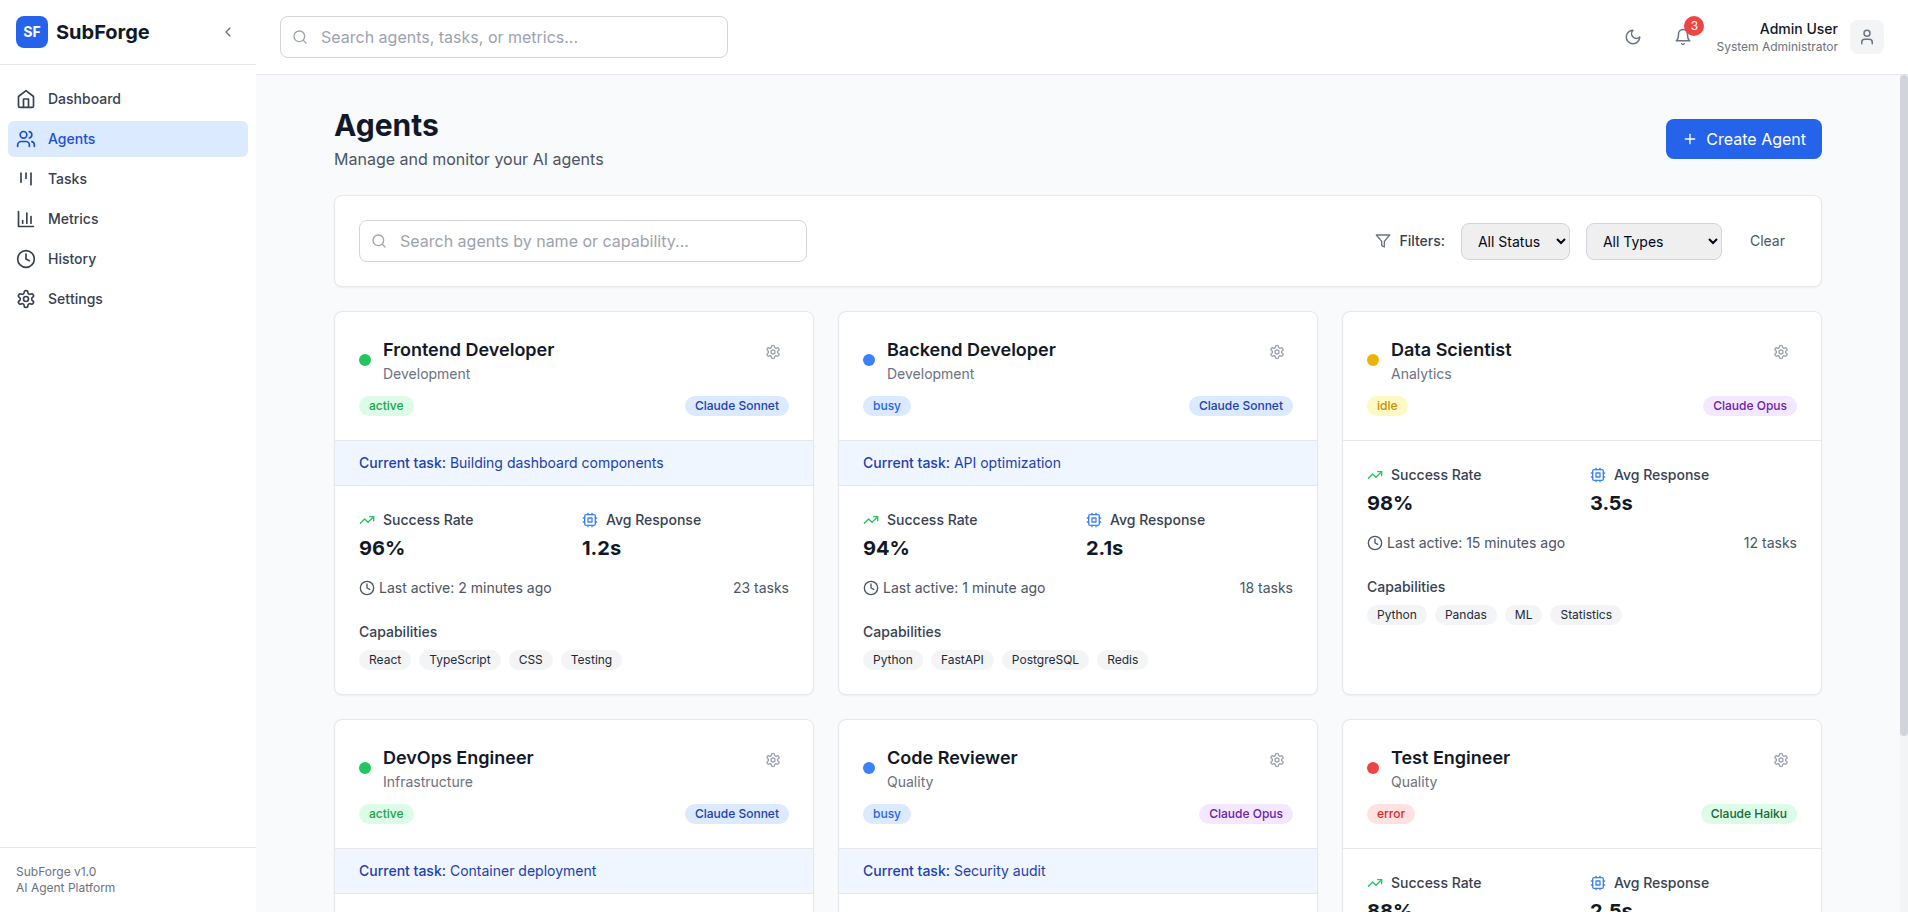 SF SubForge
Search agents, tasks, or metrics...
3
Admin User
System Administrator
Dashboard
Agents
Tasks
Metrics
History
Settings
SubForge v1.0
AI Agent Platform
Agents
Manage and monitor your AI agents
Create Agent
Search agents by name or capability...
Filters:
All Status
All Types
Clear
Frontend Developer
Development
active
Claude Sonnet
Current task: Building dashboard components
Success Rate
Avg Response
96%
1.2s
Last active: 2 minutes ago
23 tasks
Capabilities
React
TypeScript
CSS
Testing
Backend Developer
Development
busy
Claude Sonnet
Current task: API optimization
Success Rate
Avg Response
94%
2.1s
Last active: 1 minute ago
18 tasks
Capabilities
Python
FastAPI
PostgreSQL
Redis
Data Scientist
Analytics
idle
Claude Opus
Success Rate
Avg Response
98%
3.5s
Last active: 15 minutes ago
12 tasks
Capabilities
Python
Pandas
ML
Statistics
DevOps Engineer
Infrastructure
active
Claude Sonnet
Current task: Container deployment
Code Reviewer
Quality
busy
Claude Opus
Current task: Security audit
Test Engineer
Quality
error
Claude Haiku
Success Rate
Avg Response
88%
2.5s